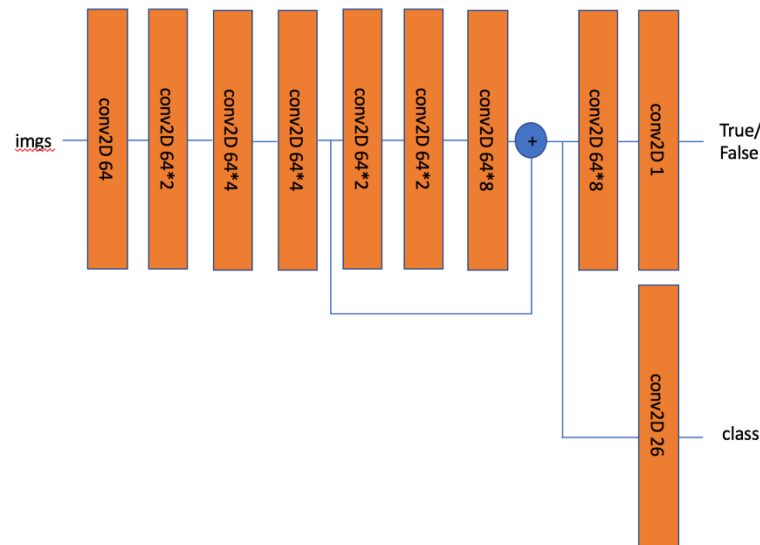 imgs
conv2D 64
conv2D 64*2
conv2D 64*4
conv2D 64*4
conv2D 64*2
conv2D 64*2
conv2D 64*8
+
conv2D 64*8
conv2D 1
True/
False
conv2D 26
class